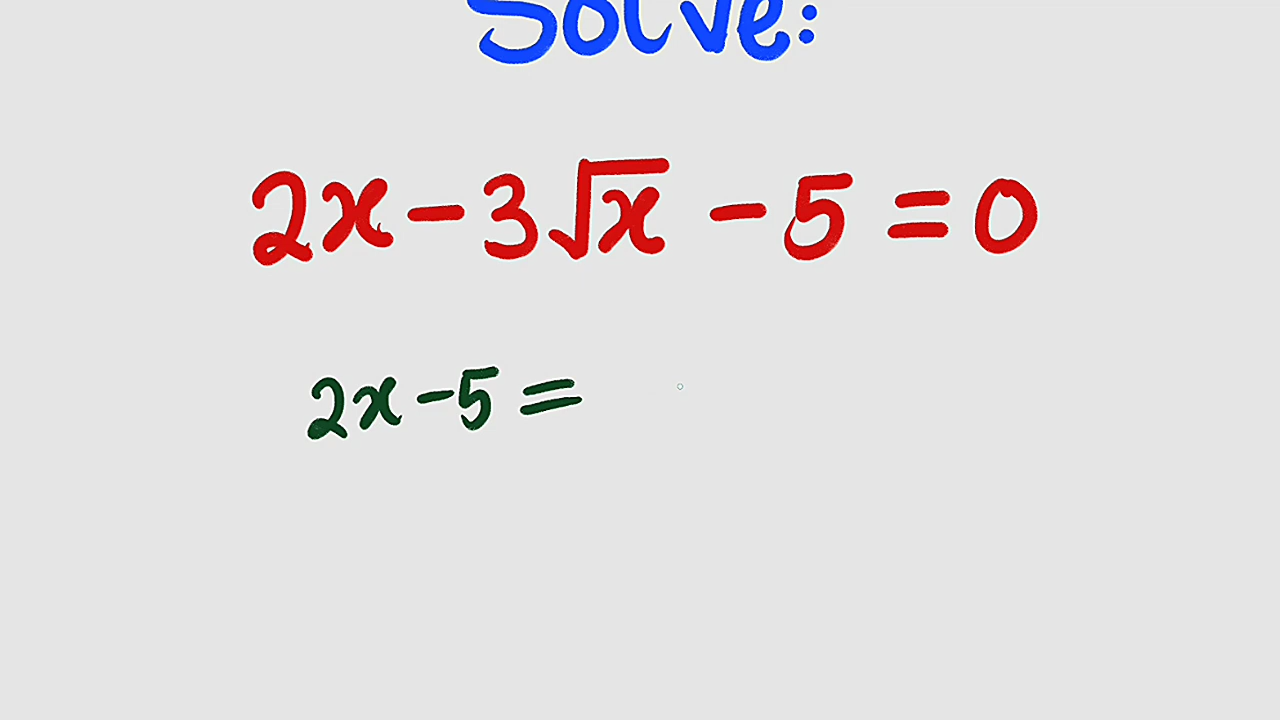 Solve:
2x - 3√x - 5 = 0
2x - 5 =